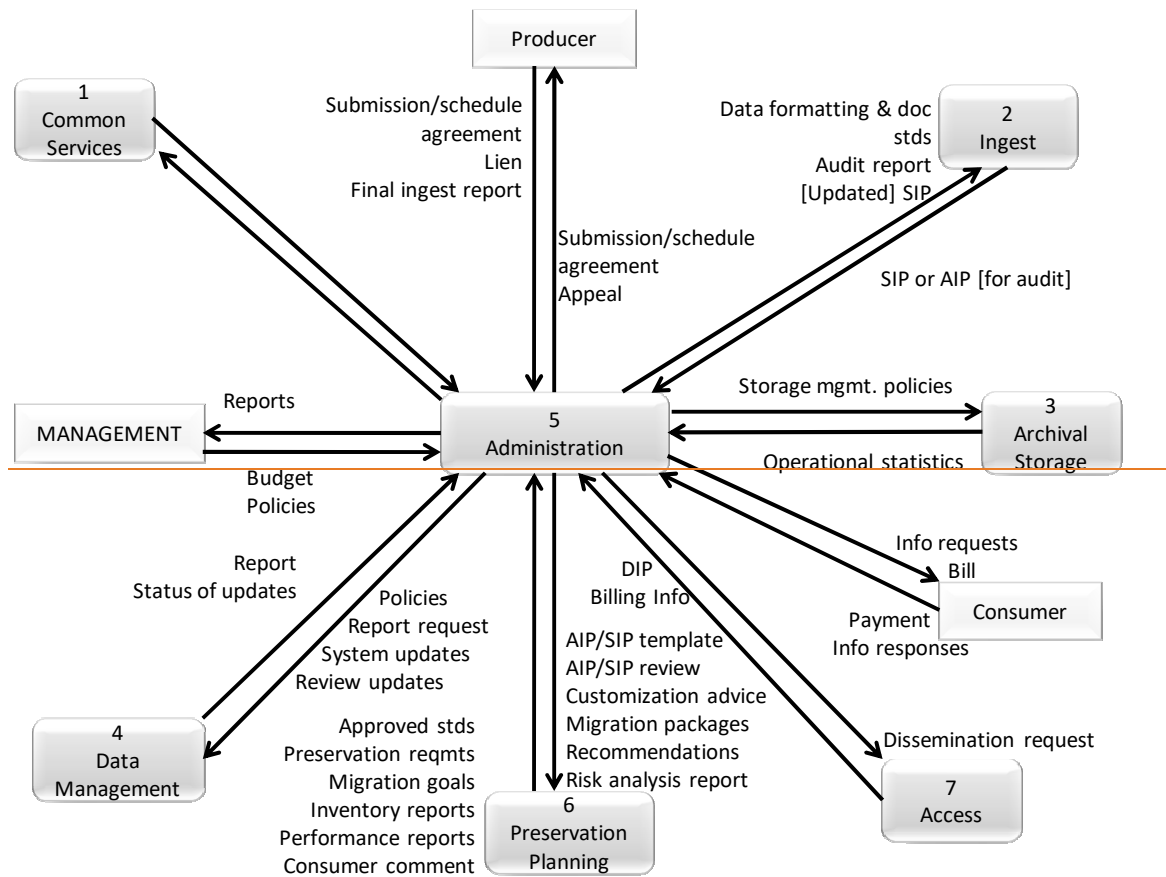 Producer
1
Common
Services
Submission/schedule
agreement
Lien
Final ingest report
Data formatting & doc
stds
Audit report
[Updated] SIP
2
Ingest
Submission/schedule
agreement
Appeal
SIP or AIP [for audit]
Reports
MANAGEMENT
Budget
Policies
5
Administration
Storage mgmt. policies
3
Archival
Storage
Operational statistics
Report
Status of updates
Policies
Report request
System updates
Review updates
DIP
Billing Info
Info requests
Bill
Consumer
Payment
Info responses
AIP/SIP template
AIP/SIP review
Customization advice
Migration packages
Recommendations
Risk analysis report
4
Data
Management
Approved stds
Preservation reqmts
Migration goals
Inventory reports
Performance reports
Consumer comment
6
Preservation
Planning
Dissemination request
7
Access